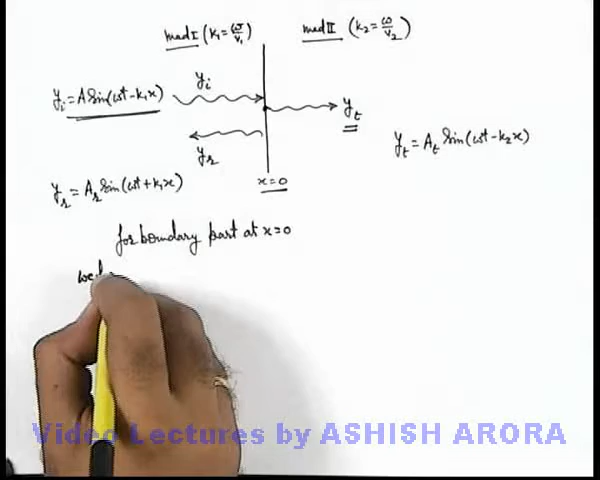 med I (k₁=ω/v₁)
med II (k₂=ω/v₂)
yᵢ = A sin(ωt-k₁x)
yᵢ
yₜ
yᵣ
yₜ = Aₜ sin(ωt-k₂x)
yᵣ = Aᵣ sin(ωt+k₁x)
x=0
for boundary part at x=0
Video Lectures by ASHISH ARORA